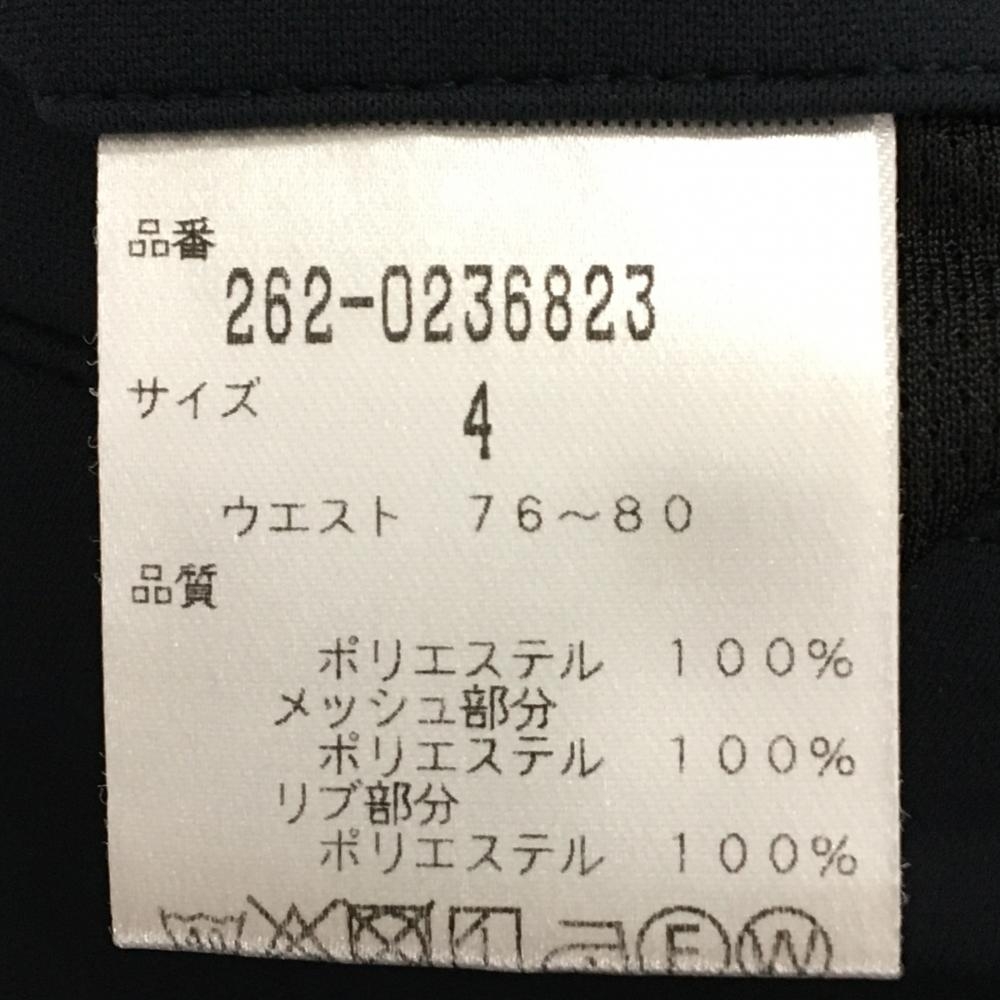 品番
262-0236823
サイズ 4
ウエスト 76～80
品質
ポリエステル 100%
メッシュ部分
ポリエステル 100%
リブ部分
ポリエステル 100%
F W